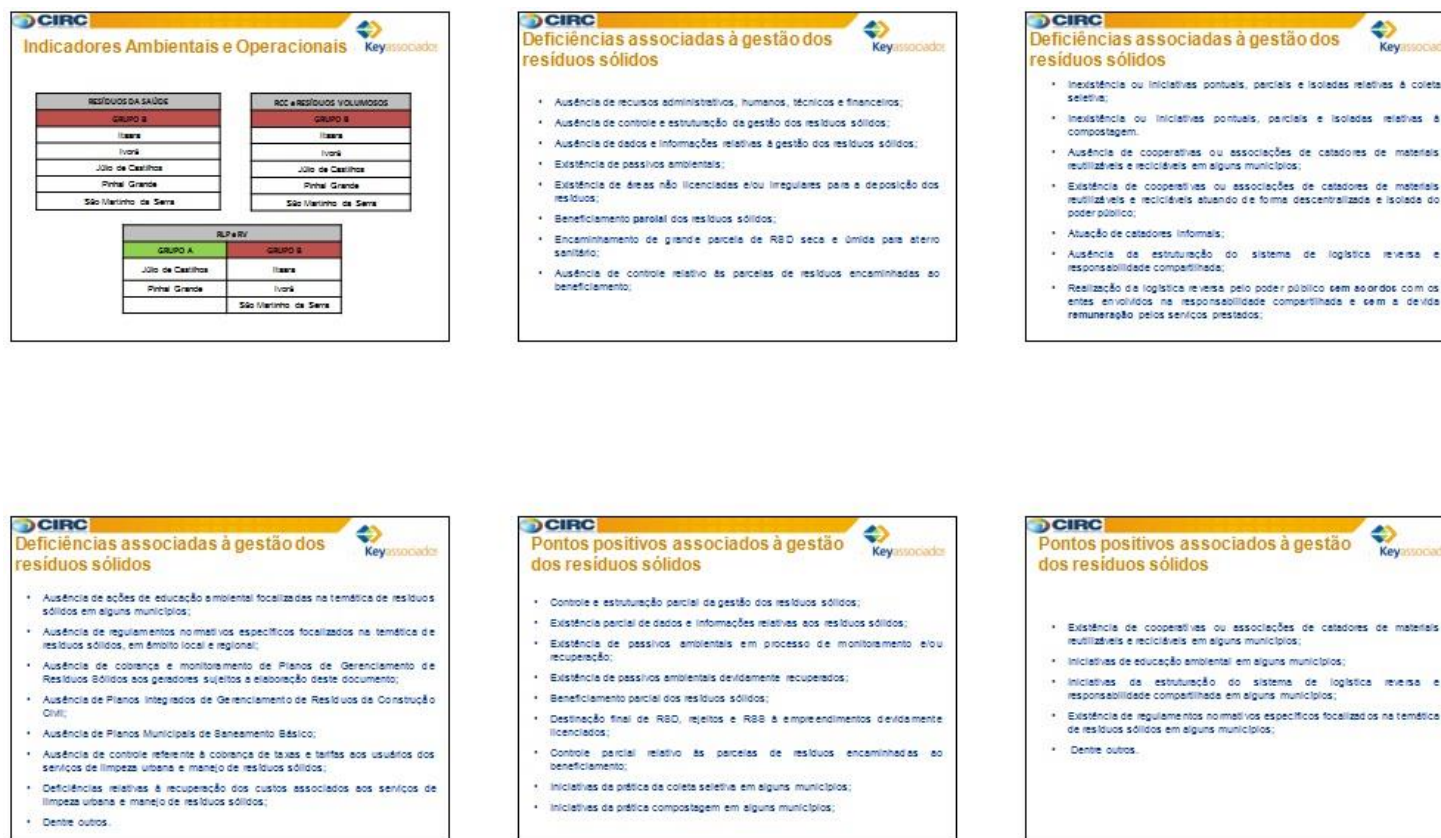 CIRC
Indicadores Ambientais e Operacionais
Keyassociados
RESÍDUOS DA SAÚDE
GRUPO B
Itaara
Ivorá
Júlio de Castilhos
Pinhal Grande
São Martinho da Serra
RCC e RESÍDUOS VOLUMOSOS
GRUPO B
Itaara
Ivorá
Júlio de Castilhos
Pinhal Grande
São Martinho da Serra
RLP e RV
GRUPO A GRUPO B
Júlio de Castilhos Itaara
Pinhal Grande Ivorá
São Martinho da Serra
CIRC
Deficiências associadas à gestão dos
resíduos sólidos
Keyassociados
• Ausência de recursos administrativos, humanos, técnicos e financeiros;
• Ausência de controle e estruturação da gestão dos resíduos sólidos;
• Ausência de dados e informações relativas à gestão dos resíduos sólidos;
• Existência de passivos ambientais;
• Existência de áreas não licenciadas e/ou irregulares para a deposição dos
resíduos;
• Beneficiamento parcial dos resíduos sólidos;
• Encaminhamento de grande parcela de RSD seca e úmida para aterro
sanitário;
• Ausência de controle relativo às parcelas de resíduos encaminhadas ao
beneficiamento;
CIRC
Deficiências associadas à gestão dos
resíduos sólidos
Keyassociad
• Inexistência ou iniciativas pontuais, parciais e isoladas relativas à coleta
seletiva;
• Inexistência ou iniciativas pontuais, parciais e isoladas relativas à
compostagem.
• Ausência de cooperativas ou associações de catadores de materiais
reutilizáveis e recicláveis em alguns municípios;
• Existência de cooperativas ou associações de catadores de materiais
reutilizáveis e recicláveis atuando de forma descentralizada e isolada do
poder público;
• Atuação de catadores informais;
• Ausência da estruturação do sistema de logística reversa e
responsabilidade compartilhada;
• Realização da logística reversa pelo poder público sem acordos com os
entes envolvidos na responsabilidade compartilhada e sem a devida
remuneração pelos serviços prestados;
CIRC
Deficiências associadas à gestão dos
resíduos sólidos
Keyassociados
• Ausência de ações de educação ambiental focalizadas na temática de resíduos
sólidos em alguns municípios;
• Ausência de regulamentos normativos específicos focalizados na temática de
resíduos sólidos, em âmbito local e regional;
• Ausência de cobrança e monitoramento de Planos de Gerenciamento de
Resíduos Sólidos aos geradores sujeitos a elaboração deste documento;
• Ausência de Planos Integrados de Gerenciamento de Resíduos da Construção
Civil;
• Ausência de Planos Municipais de Saneamento Básico;
• Ausência de controle referente à cobrança de taxas e tarifas aos usuários dos
serviços de limpeza urbana e manejo de resíduos sólidos;
• Deficiências relativas à recuperação dos custos associados aos serviços de
limpeza urbana e manejo de resíduos sólidos;
• Dentre outros.
CIRC
Pontos positivos associados à gestão
dos resíduos sólidos
Keyassociados
• Controle e estruturação parcial da gestão dos resíduos sólidos;
• Existência parcial de dados e informações relativas aos resíduos sólidos;
• Existência de passivos ambientais em processo de monitoramento e/ou
recuperação;
• Existência de passivos ambientais devidamente recuperados;
• Beneficiamento parcial dos resíduos sólidos;
• Destinação final de RSD, rejeitos e RSS à empreendimentos devidamente
licenciados;
• Controle parcial relativo às parcelas de resíduos encaminhadas ao
beneficiamento;
• Iniciativas da prática da coleta seletiva em alguns municípios;
• Iniciativas da prática compostagem em alguns municípios;
CIRC
Pontos positivos associados à gestão
dos resíduos sólidos
Keyassociad
• Existência de cooperativas ou associações de catadores de materiais
reutilizáveis e recicláveis em alguns municípios;
• Iniciativas de educação ambiental em alguns municípios;
• Iniciativas da estruturação do sistema de logística reversa e
responsabilidade compartilhada em alguns municípios;
• Existência de regulamentos normativos específicos focalizados na temática
de resíduos sólidos em alguns municípios;
• Dentre outros.